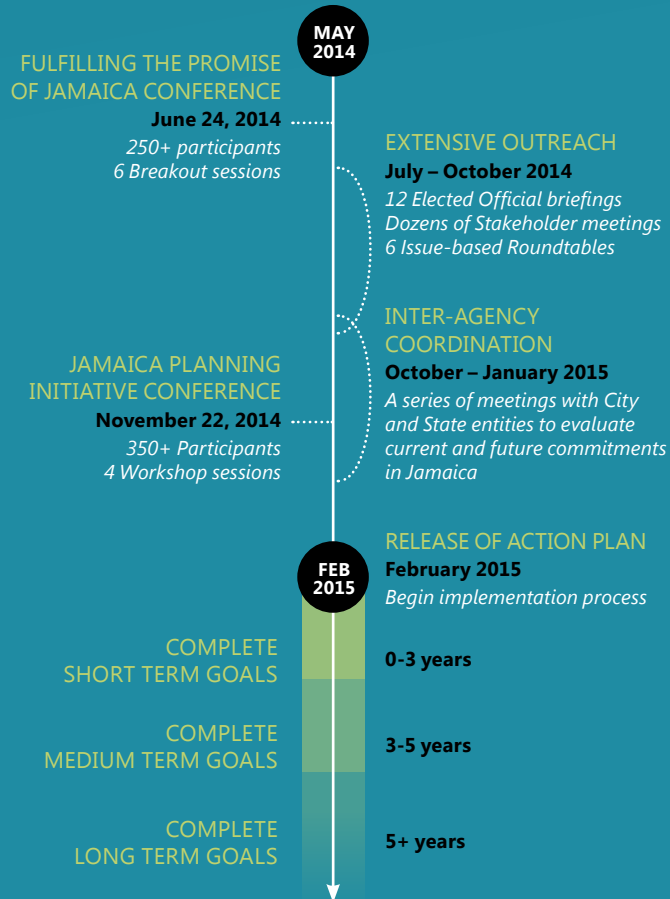 MAY
2014
FULFILLING THE PROMISE
OF JAMAICA CONFERENCE
June 24, 2014
250+ participants
6 Breakout sessions
EXTENSIVE OUTREACH
July – October 2014
12 Elected Official briefings
Dozens of Stakeholder meetings
6 Issue-based Roundtables
INTER-AGENCY
COORDINATION
October – January 2015
A series of meetings with City
and State entities to evaluate
current and future commitments
in Jamaica
JAMAICA PLANNING
INITIATIVE CONFERENCE
November 22, 2014
350+ Participants
4 Workshop sessions
FEB
2015
RELEASE OF ACTION PLAN
February 2015
Begin implementation process
COMPLETE
SHORT TERM GOALS
0-3 years
COMPLETE
MEDIUM TERM GOALS
3-5 years
COMPLETE
LONG TERM GOALS
5+ years